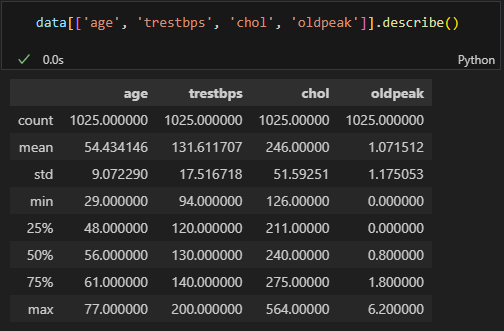 data[['age', 'trestbps', 'chol', 'oldpeak']].describe()
0.0s Python
age trestbps chol oldpeak
count 1025.000000 1025.000000 1025.00000 1025.000000
mean 54.434146 131.611707 246.00000 1.071512
std 9.072290 17.516718 51.59251 1.175053
min 29.000000 94.000000 126.00000 0.000000
25% 48.000000 120.000000 211.00000 0.000000
50% 56.000000 130.000000 240.00000 0.800000
75% 61.000000 140.000000 275.00000 1.800000
max 77.000000 200.000000 564.00000 6.200000